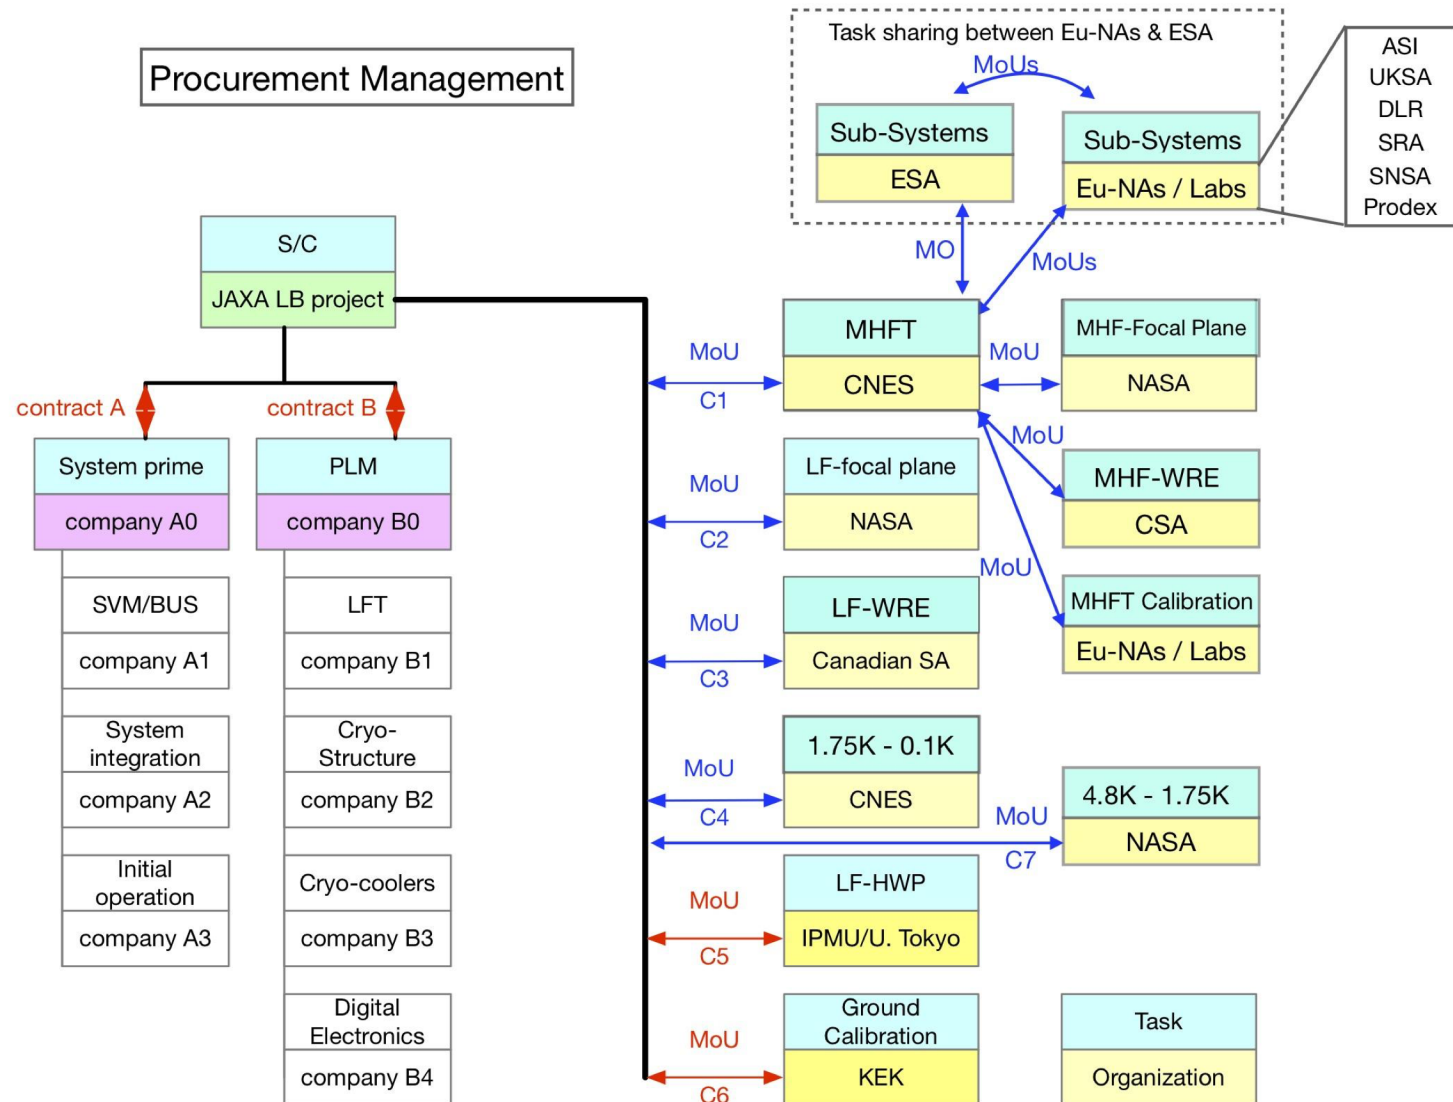 Procurement Management
Task sharing between Eu-NAs & ESA
MoUs
Sub-Systems
ESA
Sub-Systems
Eu-NAs / Labs
ASI
UKSA
DLR
SRA
SNSA
Prodex
MO
MoUs
S/C
JAXA LB project
contract A
contract B
System prime
company A0
PLM
company B0
SVM/BUS
company A1
LFT
company B1
System
integration
company A2
Cryo-
Structure
company B2
Initial
operation
company A3
Cryo-coolers
company B3
Digital
Electronics
company B4
MoU
C1
MHFT
CNES
MoU
MHF-Focal Plane
NASA
MoU
C2
LF-focal plane
NASA
MoU
MHF-WRE
CSA
MoU
C3
LF-WRE
Canadian SA
MoU
MHFT Calibration
Eu-NAs / Labs
MoU
C4
1.75K - 0.1K
CNES
MoU
C7
4.8K - 1.75K
NASA
MoU
C5
LF-HWP
IPMU/U. Tokyo
MoU
C6
Ground
Calibration
KEK
Task
Organization